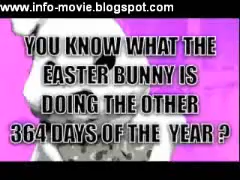 www.info-movie.blogspot.com
YOU KNOW WHAT THE
EASTER BUNNY IS
DOING THE OTHER
364 DAYS OF THE YEAR ?